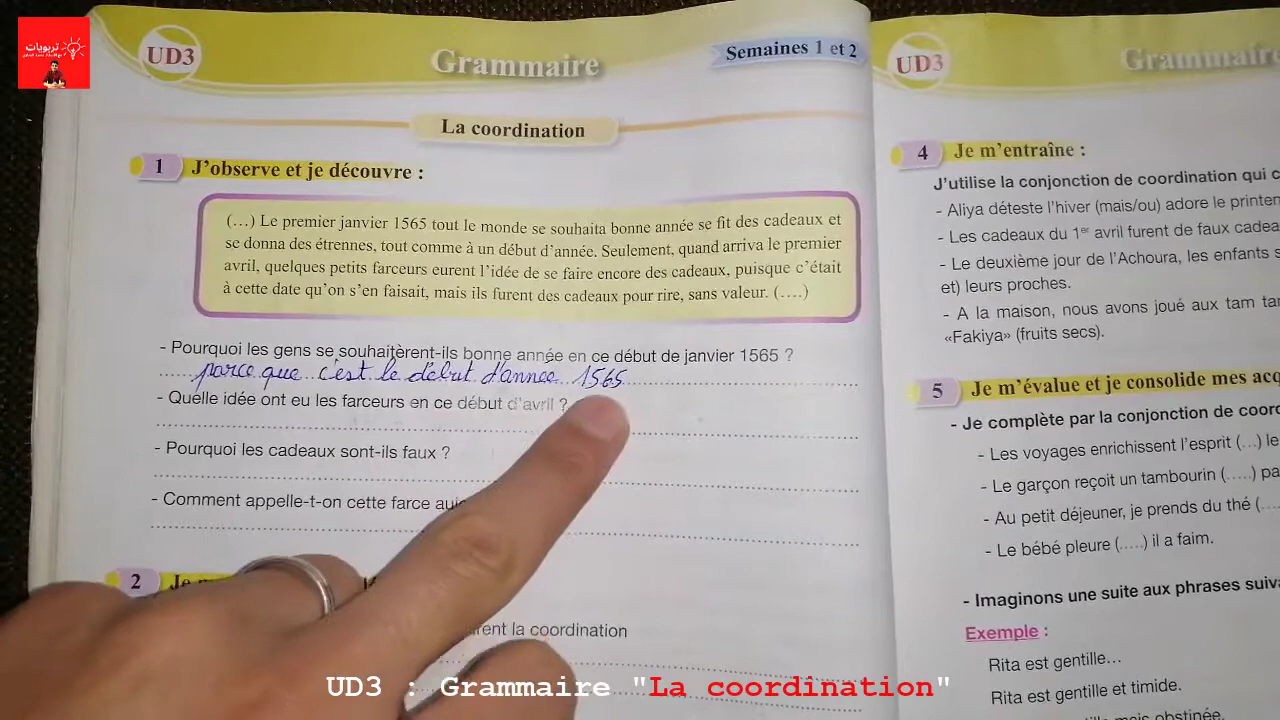 تربويات
UD3
Grammaire
Semaines 1 et 2
La coordination
1 J'observe et je découvre :
(…) Le premier janvier 1565 tout le monde se souhaita bonne année se fit des cadeaux et
se donna des étrennes, tout comme à un début d'année. Seulement, quand arriva le premier
avril, quelques petits farceurs eurent l'idée de se faire encore des cadeaux, puisque c'était
à cette date qu'on s'en faisait, mais ils furent des cadeaux pour rire, sans valeur. (….)
- Pourquoi les gens se souhaitèrent-ils bonne année en ce début de janvier 1565 ?
parce que c'est le début d'année 1565
- Quelle idée ont eu les farceurs en ce début d'avril ?
- Pourquoi les cadeaux sont-ils faux ?
- Comment appelle-t-on cette farce
2 Je
la coordination
UD3
Grammaire
4 Je m'entraîne :
J'utilise la conjonction de coordination qui
- Aliya déteste l'hiver (mais/ou) adore le
- Les cadeaux du 1er avril furent de faux
- Le deuxième jour de l'Achoura, les enfants
et) leurs proches.
- A la maison, nous avons joué aux tam
«Fakiya» (fruits secs).
5 Je m'évalue et je consolide mes
- Je complète par la conjonction de
- Les voyages enrichissent l'esprit (…)
- Le garçon reçoit un tambourin (.….)
- Au petit déjeuner, je prends du thé (…
- Le bébé pleure (.….) il a faim.
- Imaginons une suite aux phrases
Exemple :
Rita est gentille…
Rita est gentille et timide.
mais obstinée.
UD3 : Grammaire "La coordination"